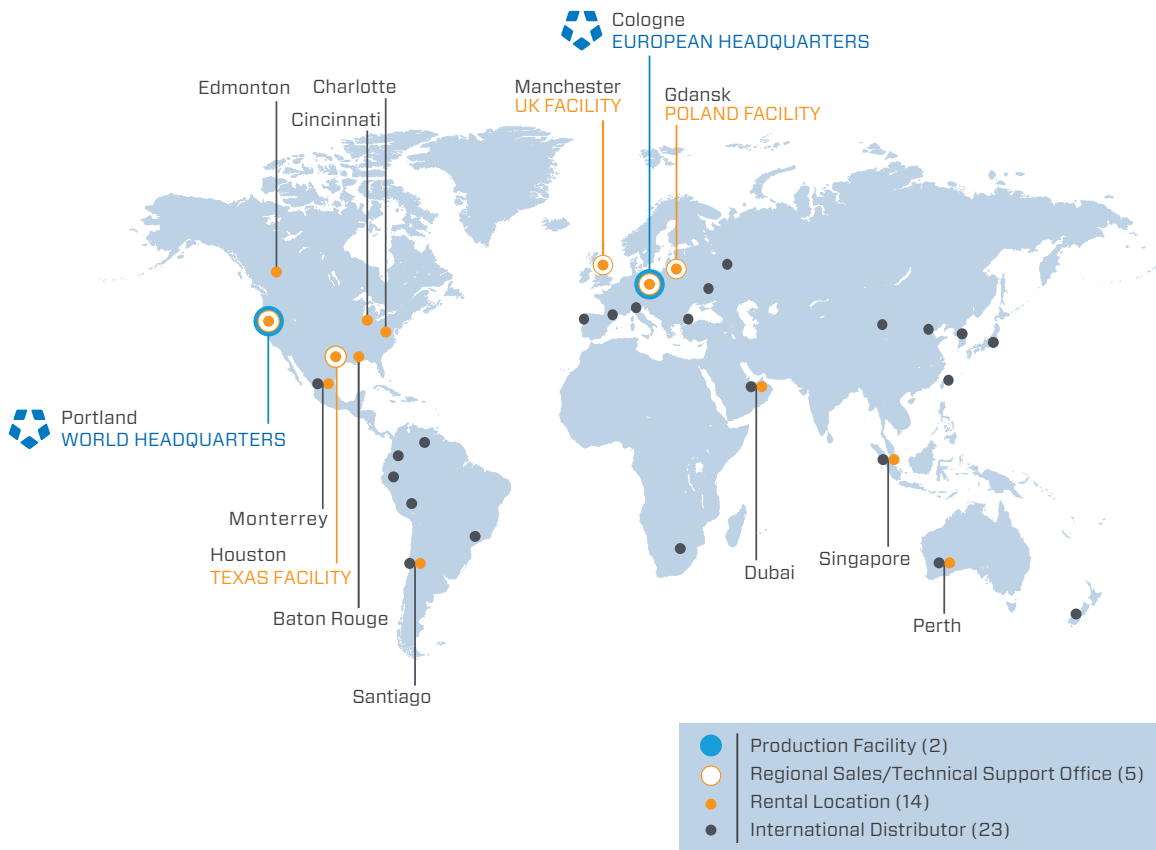 Cologne
EUROPEAN HEADQUARTERS
Edmonton
Charlotte
Cincinnati
Manchester
UK FACILITY
Gdansk
POLAND FACILITY
Portland
WORLD HEADQUARTERS
Monterrey
Houston
TEXAS FACILITY
Baton Rouge
Santiago
Dubai
Singapore
Perth
Production Facility (2)
Regional Sales/Technical Support Office (5)
Rental Location (14)
International Distributor (23)